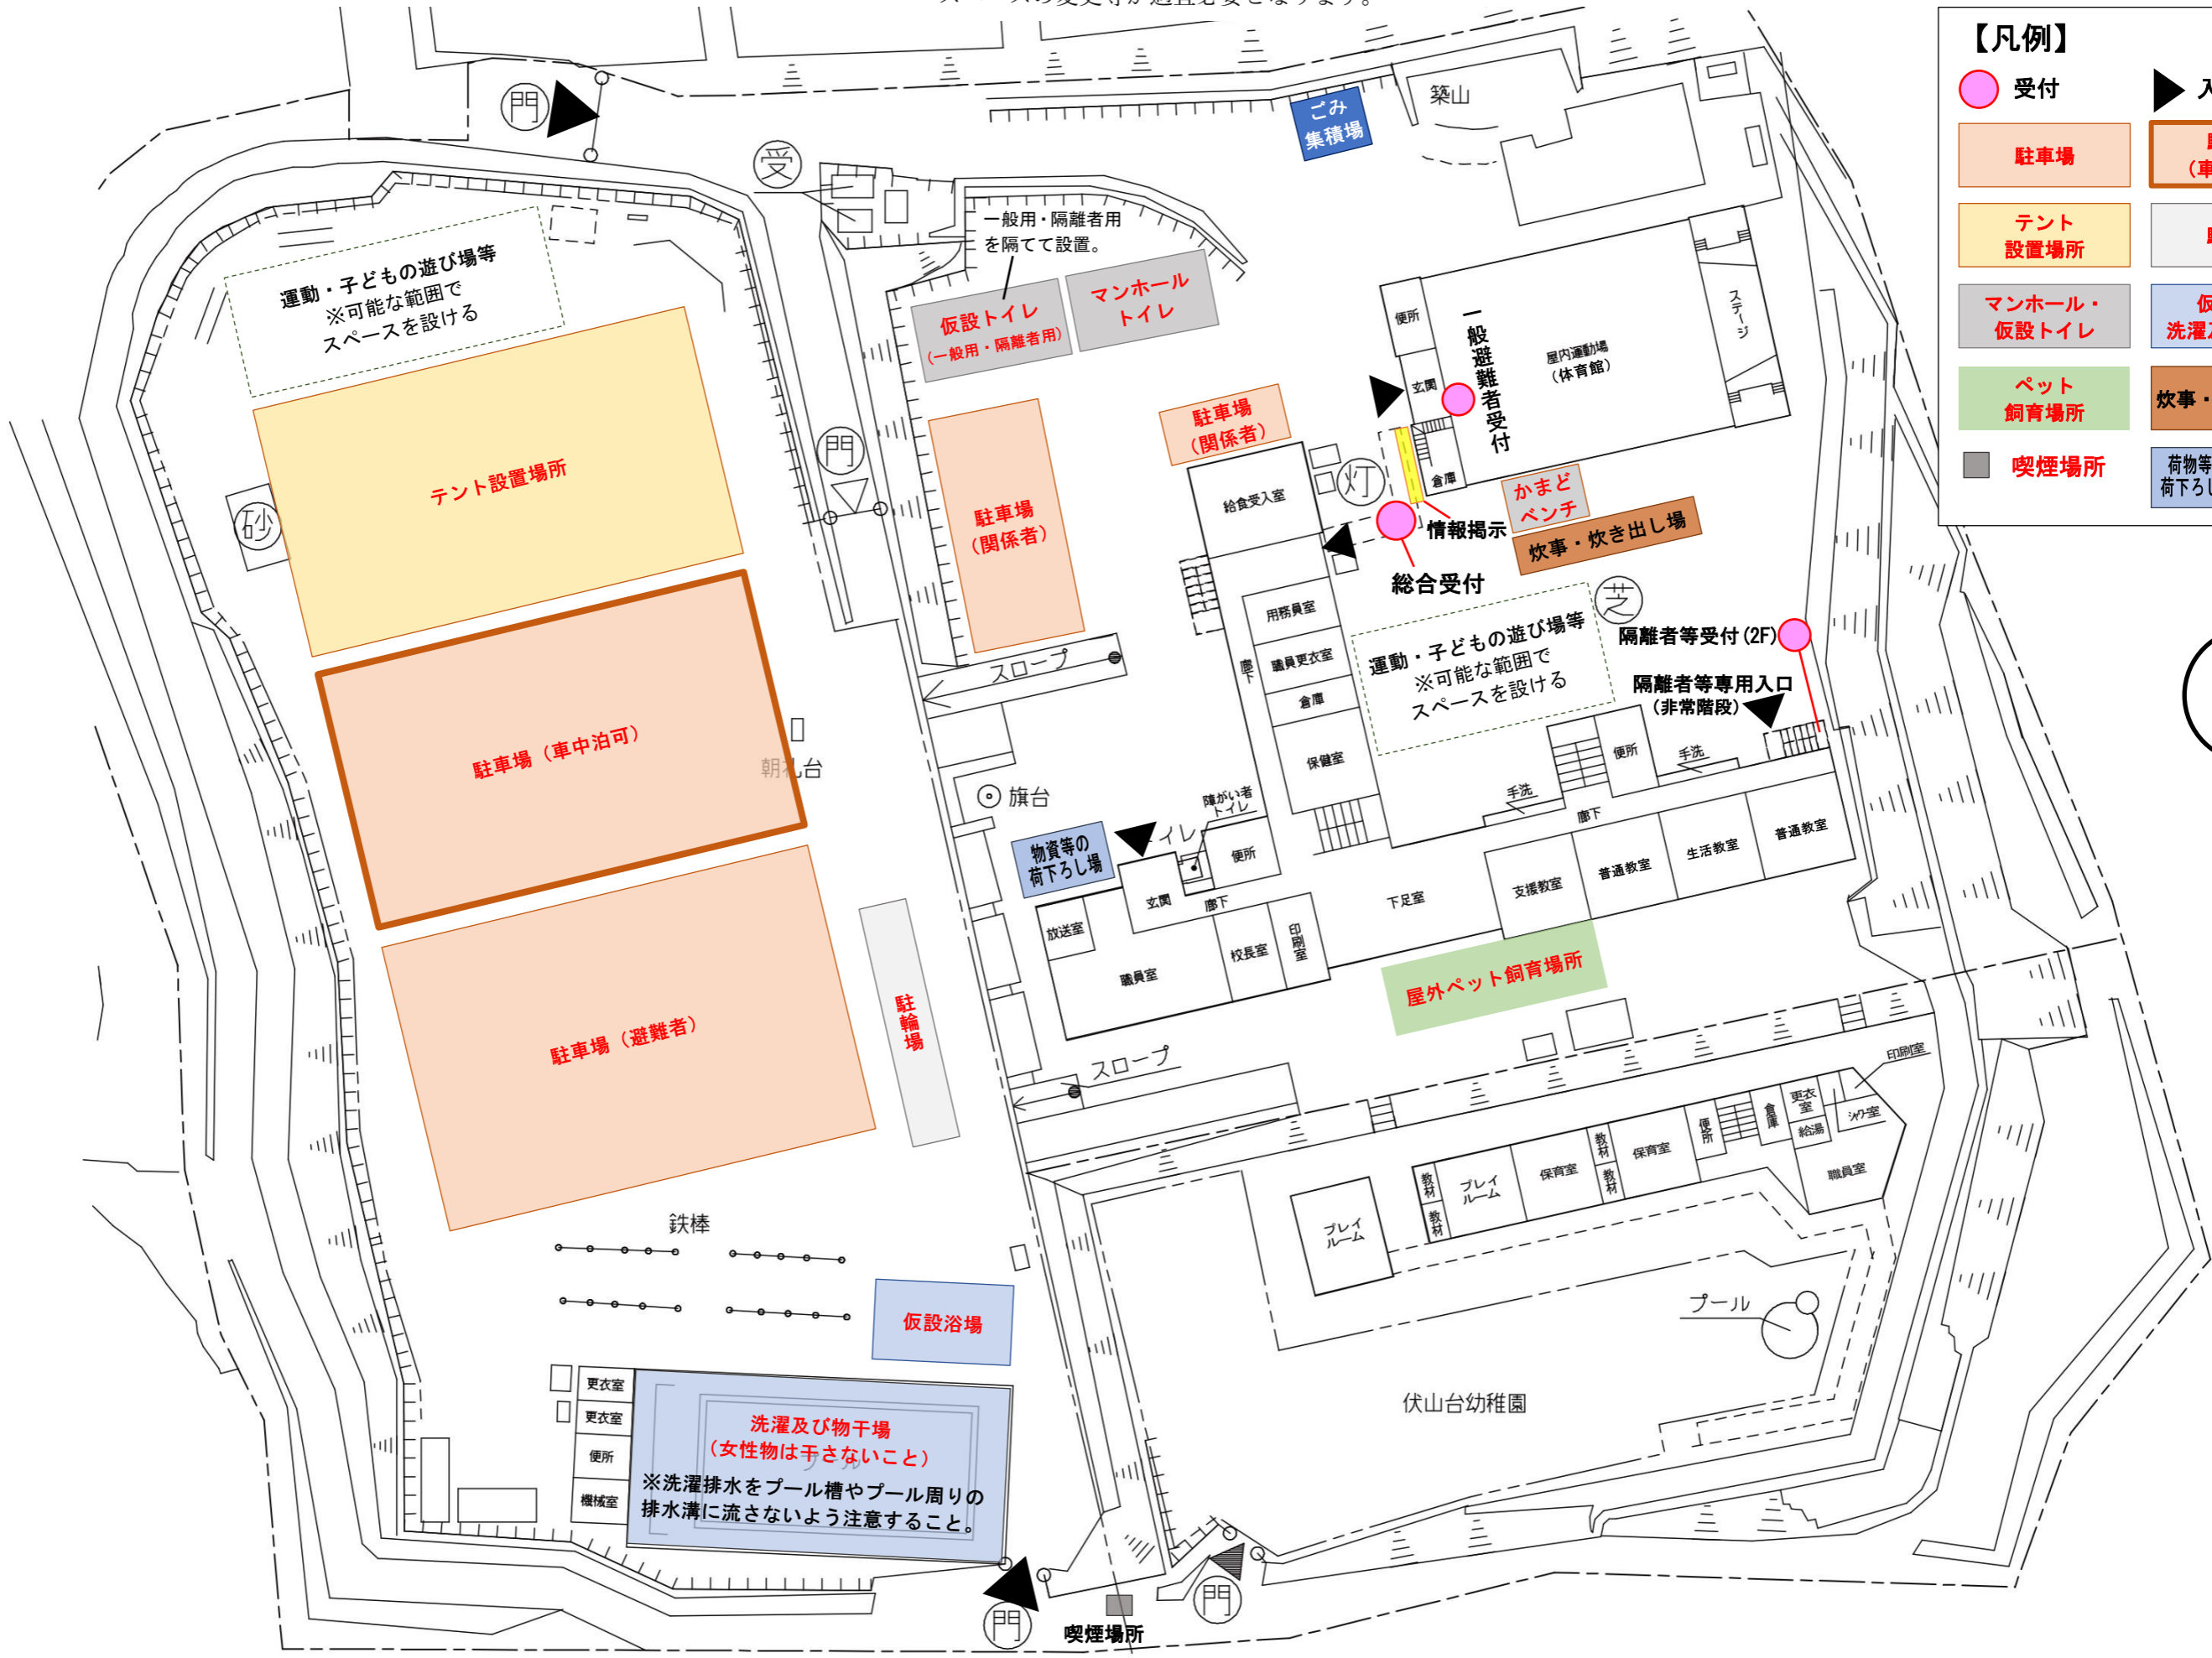 【凡例】
受付
駐車場
テント
設置場所
マンホール・
仮設トイレ
洗濯
ペット
飼育場所
炊事・
喫煙場所
荷物等
門
受
ごみ
集積場
築山
一般用・隔離者用
を隔てて設置。
運動・子どもの遊び場等
※可能な範囲で
スペースを設ける
仮設トイレ
(一般用・隔離者用)
マンホール
トイレ
便所
玄関
一般避難者受付
屋内運動場
(体育館)
ステージ
倉庫
駐車場
(関係者)
門
駐車場
(関係者)
給食受入室
灯
情報掲示
総合受付
かまど
ベンチ
炊事・炊き出し場
テント設置場所
砂
用務員室
職員更衣室
倉庫
保健室
廊下
芝
運動・子どもの遊び場等
※可能な範囲で
スペースを設ける
隔離者等受付(2F)
隔離者等専用入口
(非常階段)
スロープ
駐車場(車中泊可)
朝礼台
旗台
便所
手洗
手洗
廊下
障がい者
トイレ
物資等の
荷下ろし場
便所
玄関
廊下
放送室
職員室
校長室
印刷室
下足室
支援教室
普通教室
生活教室
普通教室
屋外ペット飼育場所
駐車場(避難者)
駐輪場
スロープ
印刷室
更衣室
シャワー室
給湯
倉庫
便所
職員室
保育室
教材
教材
保育室
プレイ
ルーム
教材
教材
プレイ
ルーム
鉄棒
仮設浴場
プール
伏山台幼稚園
更衣室
更衣室
便所
機械室
洗濯及び物干場
(女性物は干さないこと)
プール
※洗濯排水をプール槽やプール周りの
排水溝に流さないよう注意すること。
門
喫煙場所
門